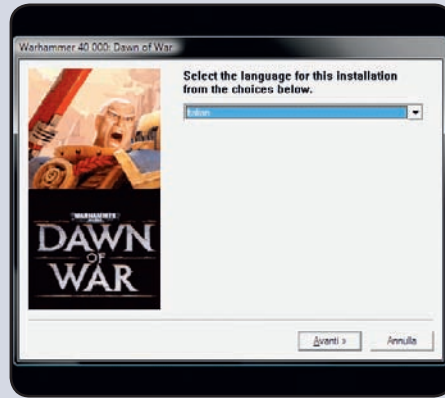 Warhammer 40 000: Dawn of War
Select the language for this installation
from the choices below.
Italian
WARHAMMER
DAWN
OF
WAR
Avanti >
Annulla